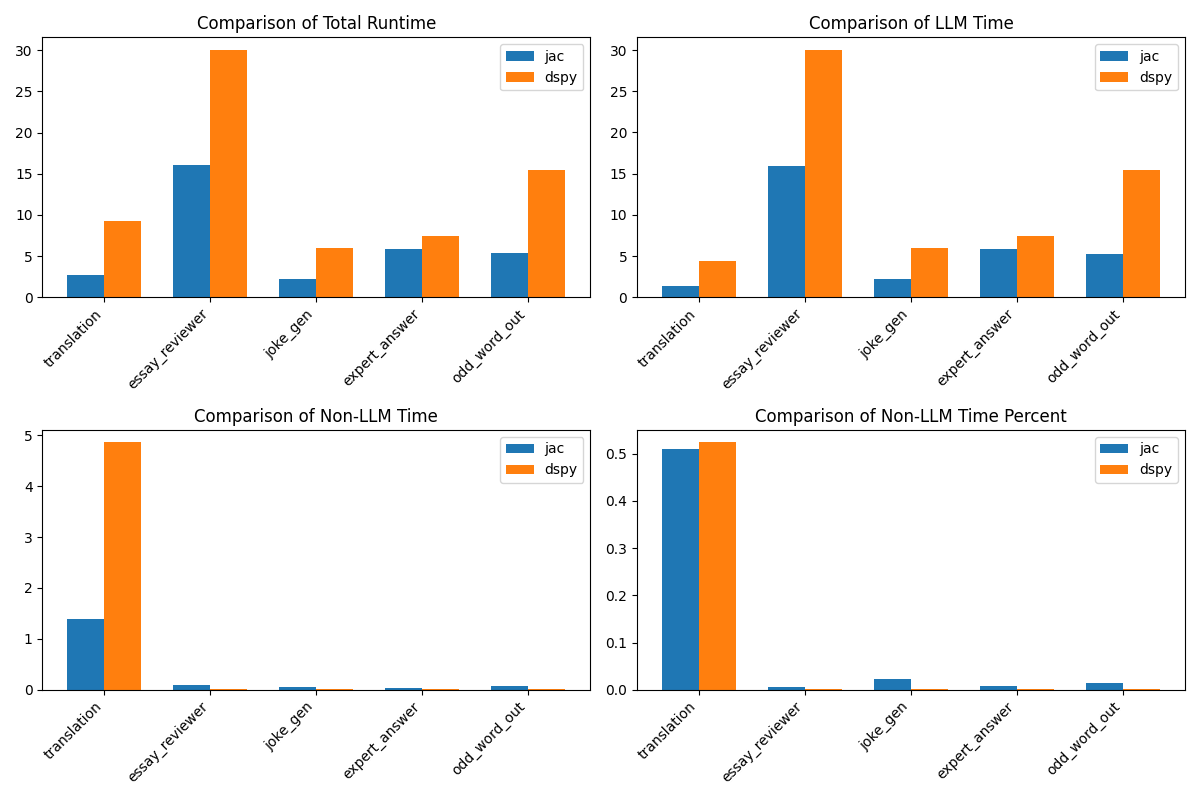 Comparison of Total Runtime
30
25
20
15
10
5
0
jac
dspy
translation
essay_reviewer
joke_gen
expert_answer
odd_word_out
Comparison of LLM Time
30
25
20
15
10
5
0
jac
dspy
translation
essay_reviewer
joke_gen
expert_answer
odd_word_out
Comparison of Non-LLM Time
5
4
3
2
1
0
jac
dspy
translation
essay_reviewer
joke_gen
expert_answer
odd_word_out
Comparison of Non-LLM Time Percent
0.5
0.4
0.3
0.2
0.1
0.0
jac
dspy
translation
essay_reviewer
joke_gen
expert_answer
odd_word_out